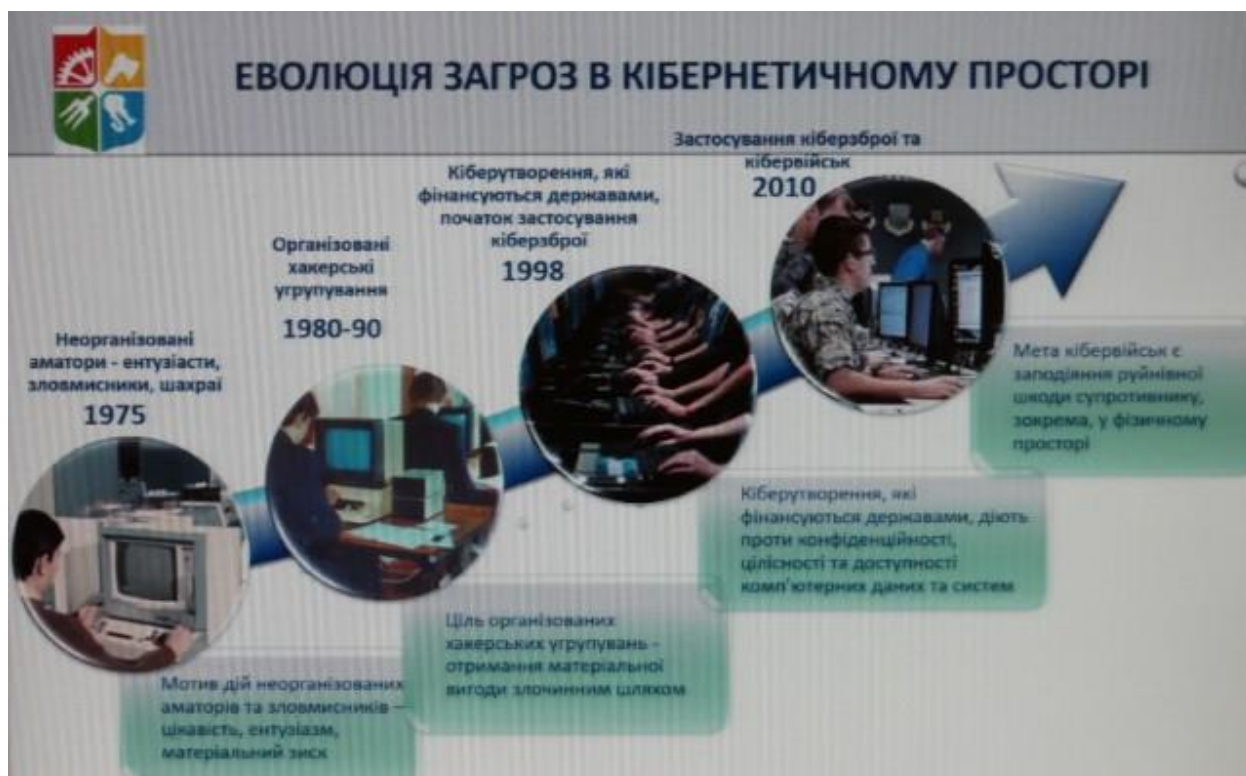 ЕВОЛЮЦІЯ ЗАГРОЗ В КІБЕРНЕТИЧНОМУ ПРОСТОРІ
Неорганізовані
аматори - ентузіасти,
зловмисники, шахраї
1975
Мотив дій неорганізованих
аматорів та зловмисників –
цікавість, ентузіазм,
матеріальний зиск
Організовані
хакерські
угрупування
1980-90
Ціль організованих
хакерських угрупувань -
отримання матеріальної
вигоди злочинним шляхом
Кіберутворення, які
фінансуються державами,
початок застосування
кіберзброї
1998
Кіберутворення, які
фінансуються державами, діють
проти конфіденційності,
цілісності та доступності
комп'ютерних даних та систем
Застосування кіберзброї та
кібервійськ
2010
Мета кібервійськ є
заподіяння руйнівної
шкоди супротивнику,
зокрема, у фізичному
просторі